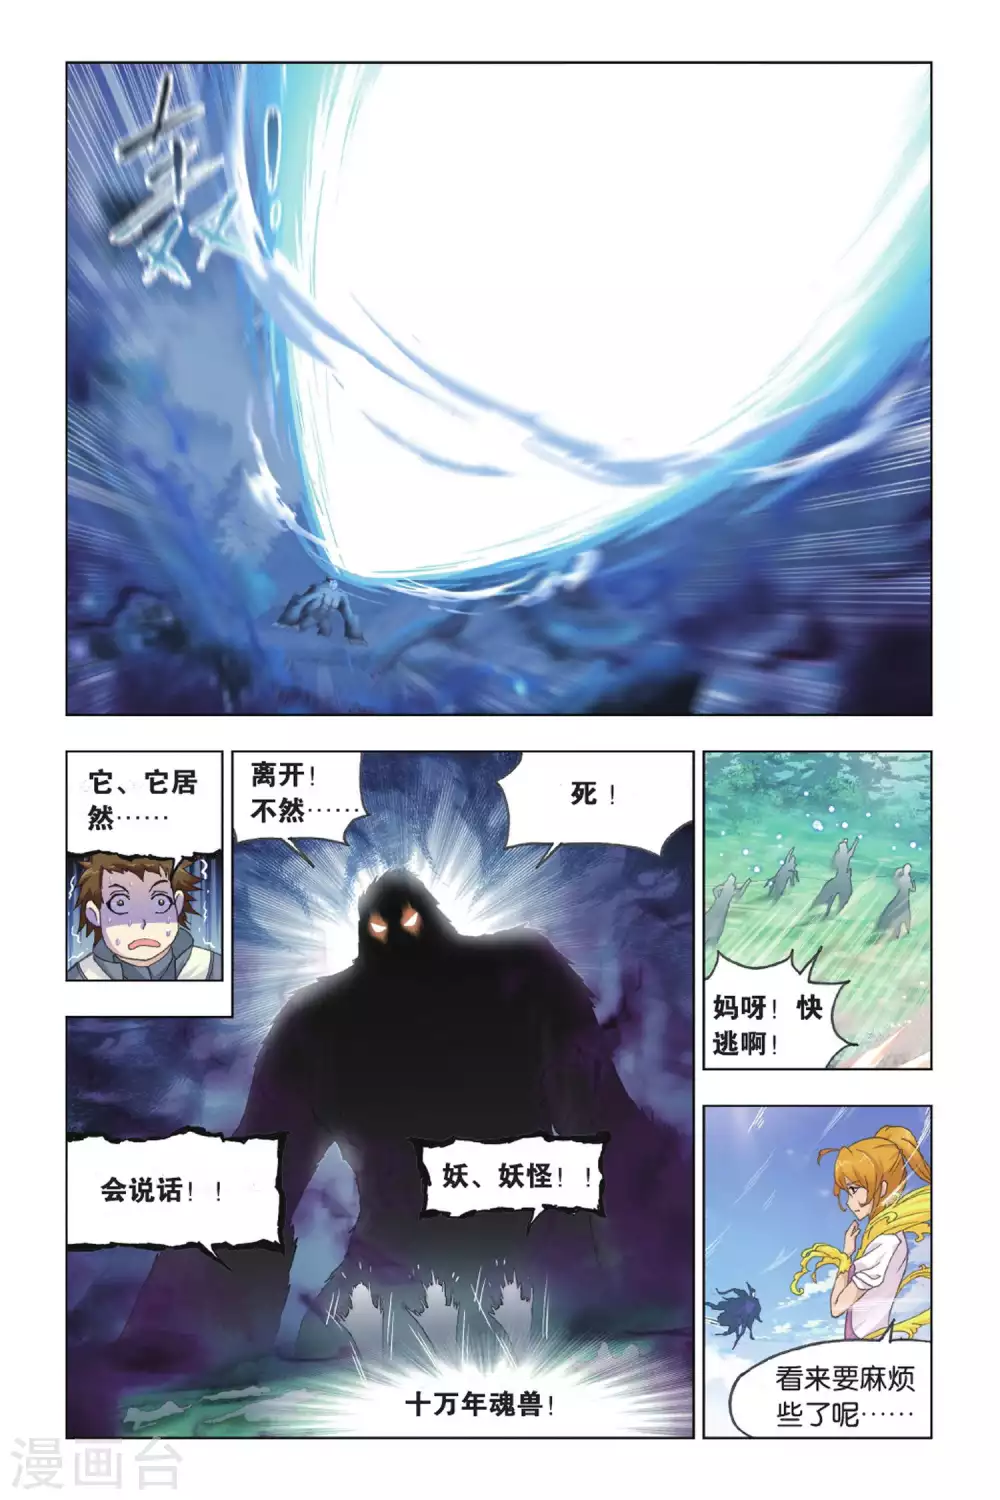 轰!
它、它居
然……
离开！
不然……
死！
会说话！！
妖、妖怪！！
十万年魂兽！
妈呀！快
逃啊！
看来要麻烦
些了呢……
漫画台